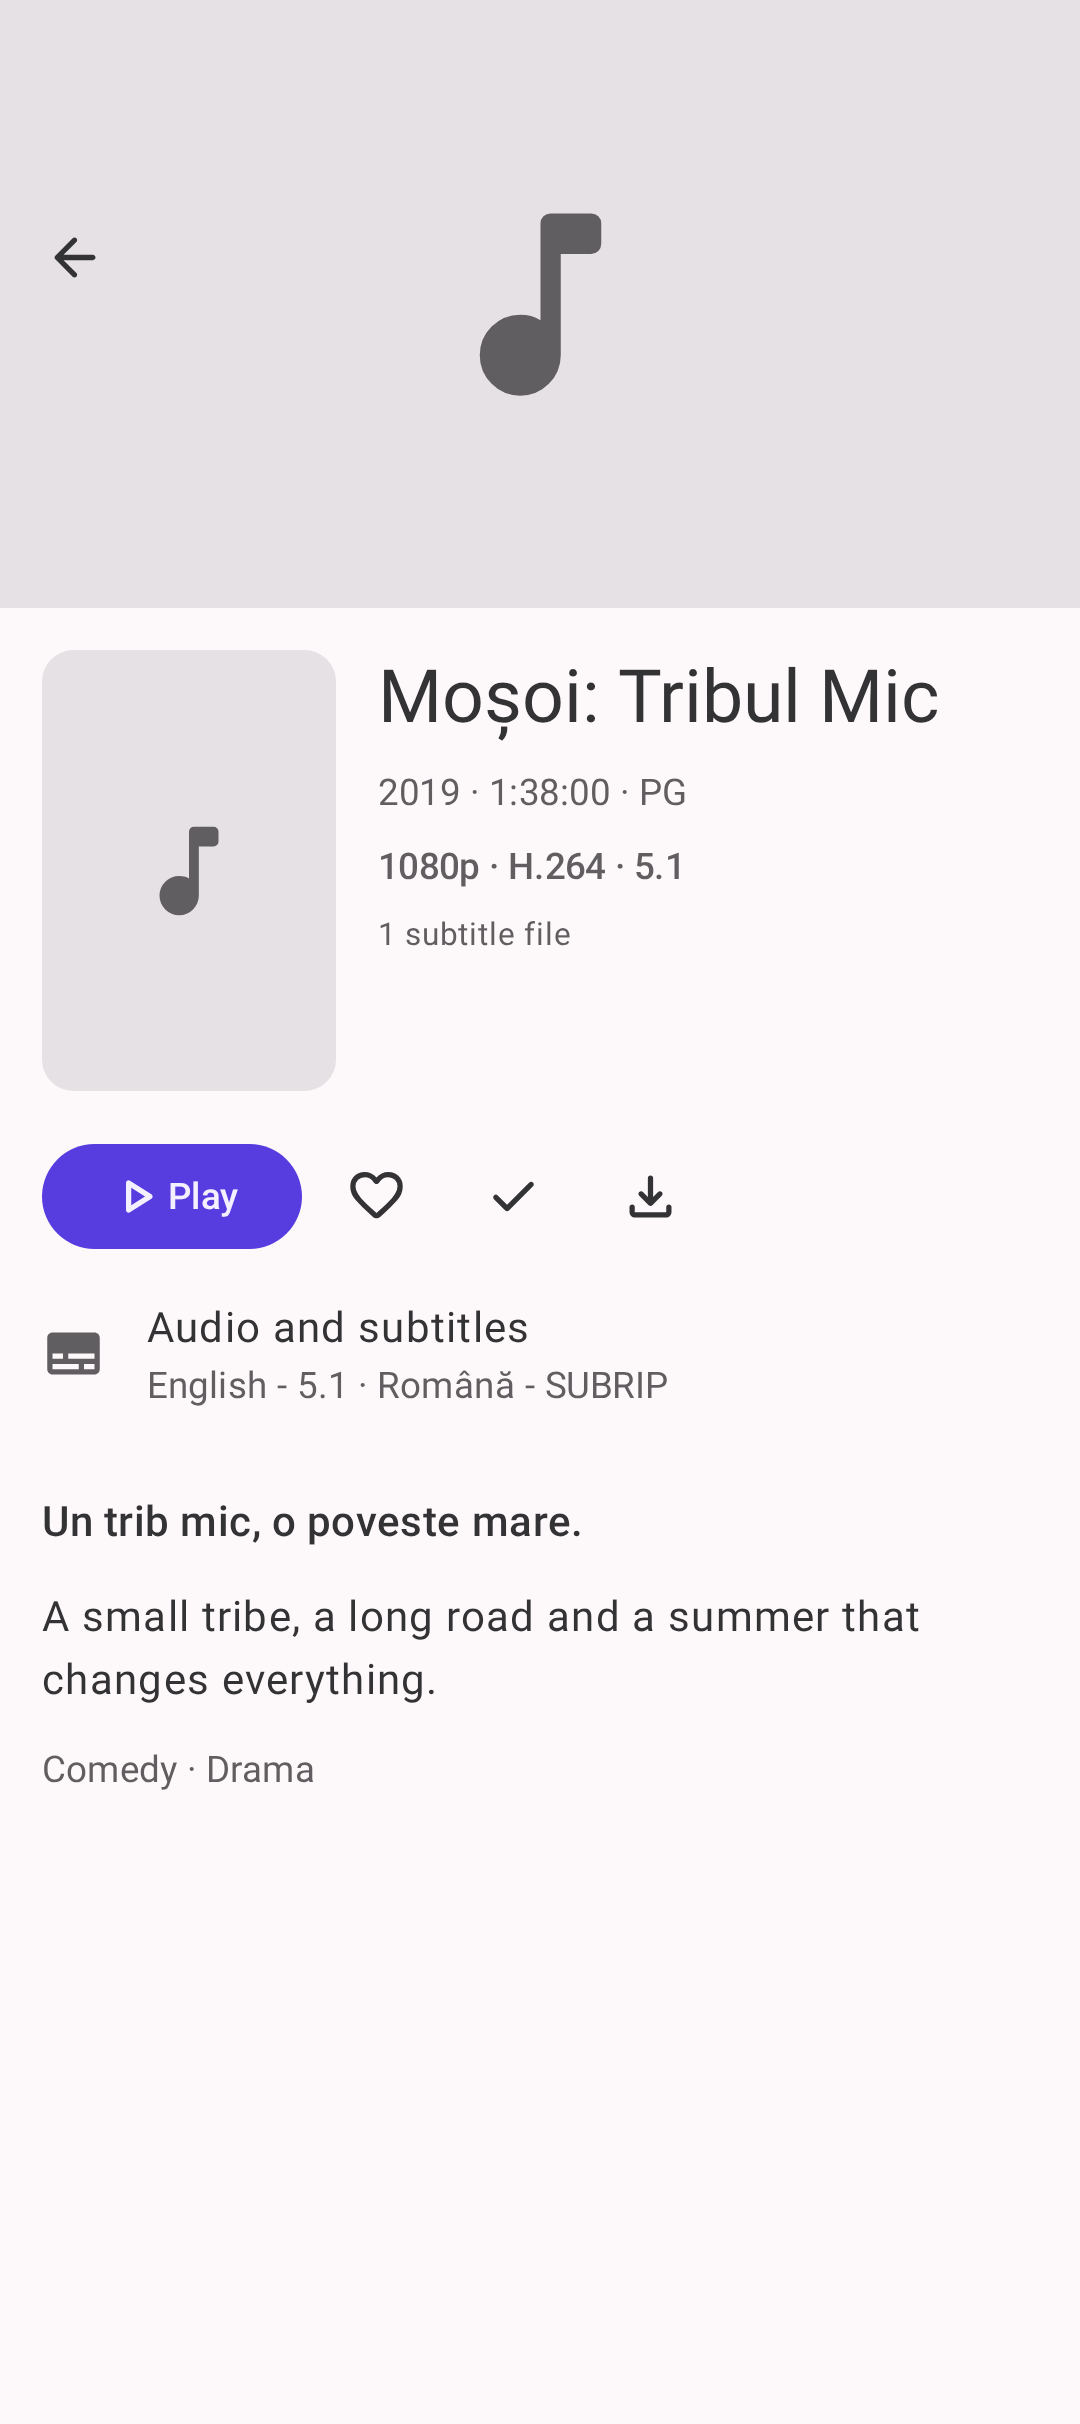 Moșoi: Tribul Mic
2019 · 1:38:00 · PG
1080p · H.264 · 5.1
1 subtitle file
Play
Audio and subtitles
English - 5.1 · Română - SUBRIP
Un trib mic, o poveste mare.
A small tribe, a long road and a summer that
changes everything.
Comedy · Drama